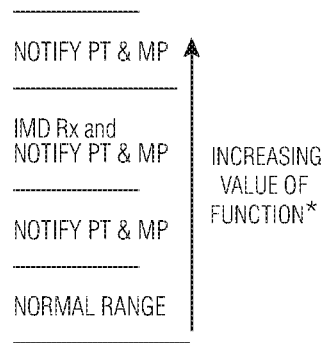 NOTIFY PT & MP
IMD Rx and
NOTIFY PT & MP
NOTIFY PT & MP
NORMAL RANGE
INCREASING
VALUE OF
FUNCTION*